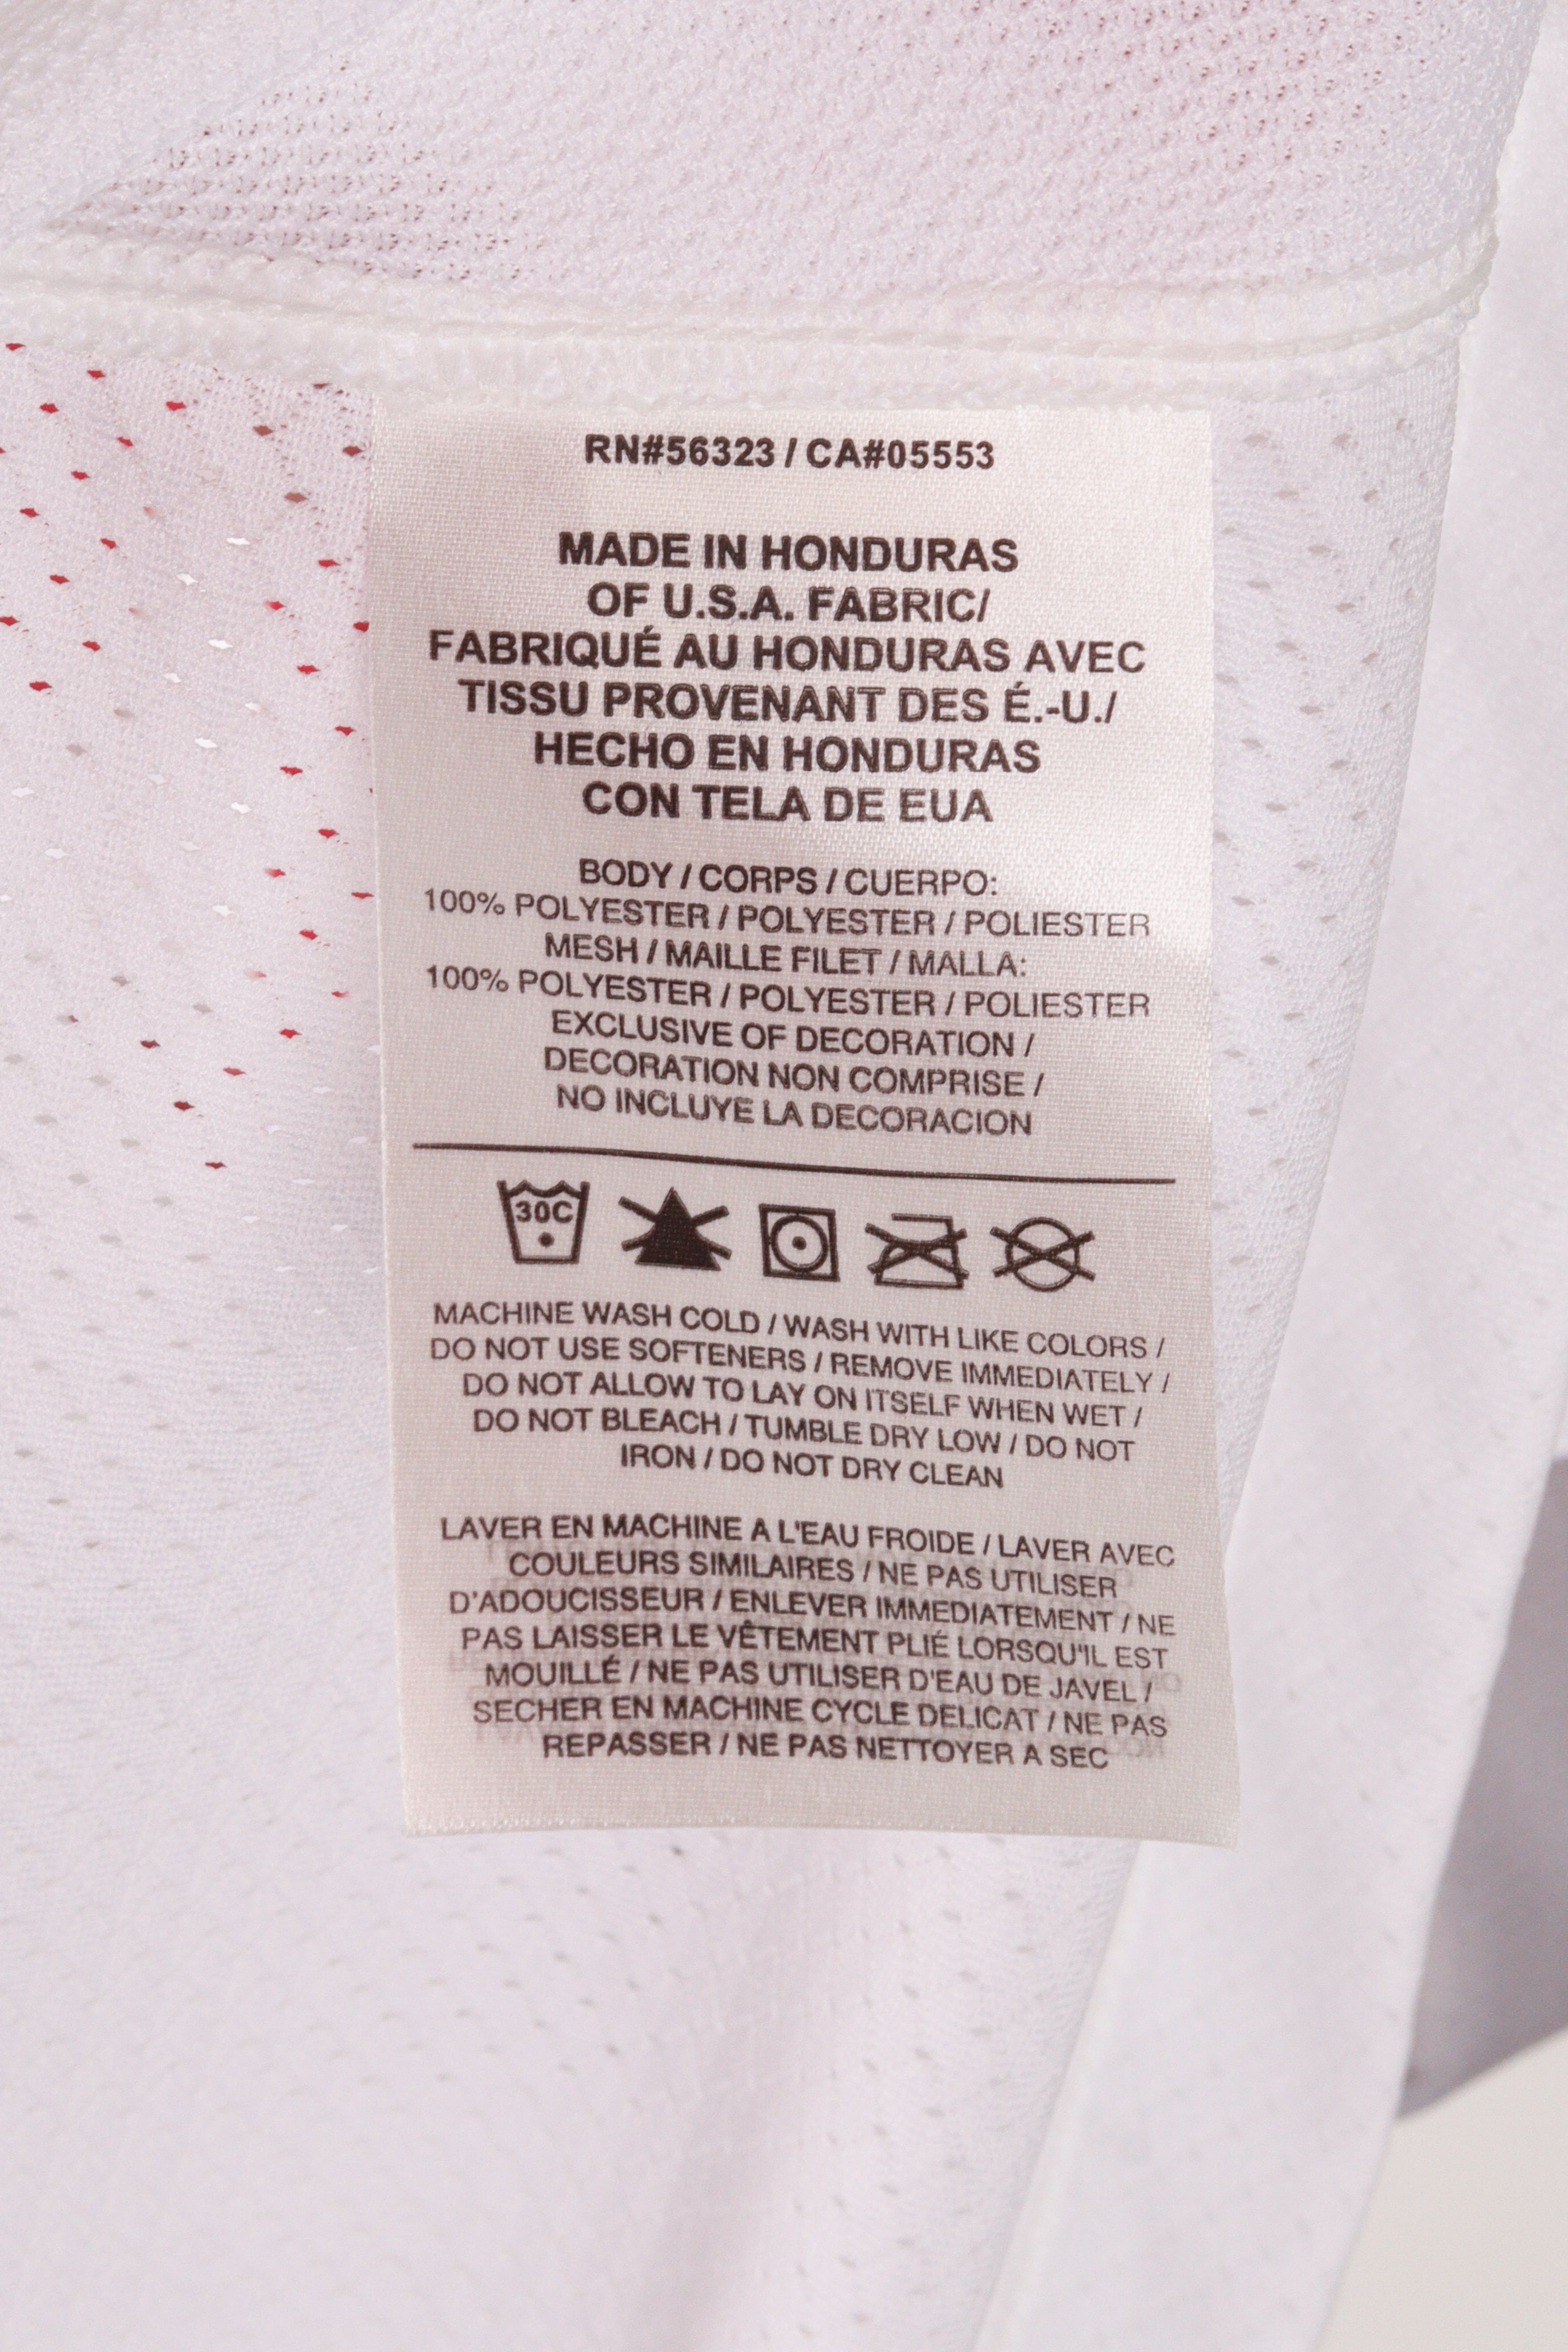 RN#56323 / CA#05553
MADE IN HONDURAS
OF U.S.A. FABRIC/
FABRIQUÉ AU HONDURAS AVEC
TISSU PROVENANT DES É.-U./
HECHO EN HONDURAS
CON TELA DE EUA
BODY / CORPS / CUERPO:
100% POLYESTER / POLYESTER / POLIESTER
MESH / MAILLE FILET / MALLA:
100% POLYESTER / POLYESTER / POLIESTER
EXCLUSIVE OF DECORATION /
DECORATION NON COMPRISE /
NO INCLUYE LA DECORACION
30C
MACHINE WASH COLD / WASH WITH LIKE COLORS /
DO NOT USE SOFTENERS / REMOVE IMMEDIATELY /
DO NOT ALLOW TO LAY ON ITSELF WHEN WET /
DO NOT BLEACH / TUMBLE DRY LOW / DO NOT
IRON / DO NOT DRY CLEAN
LAVER EN MACHINE A L'EAU FROIDE / LAVER AVEC
COULEURS SIMILAIRES / NE PAS UTILISER
D'ADOUCISSEUR / ENLEVER IMMEDIATEMENT / NE
PAS LAISSER LE VÊTEMENT PLIÉ LORSQU'IL EST
MOUILLÉ / NE PAS UTILISER D'EAU DE JAVEL /
SECHER EN MACHINE CYCLE DELICAT / NE PAS
REPASSER / NE PAS NETTOYER A SEC